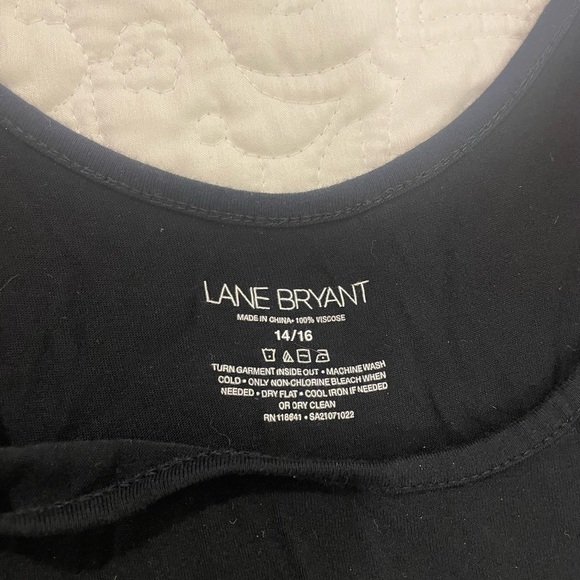 LANE BRYANT
MADE IN CHINA • 100% VISCOSE
14/16
TURN GARMENT INSIDE OUT • MACHINE WASH
COLD • ONLY NON-CHLORINE BLEACH WHEN
NEEDED • DRY FLAT • COOL IRON IF NEEDED
OR DRY CLEAN
RN 118641 • SA21071022